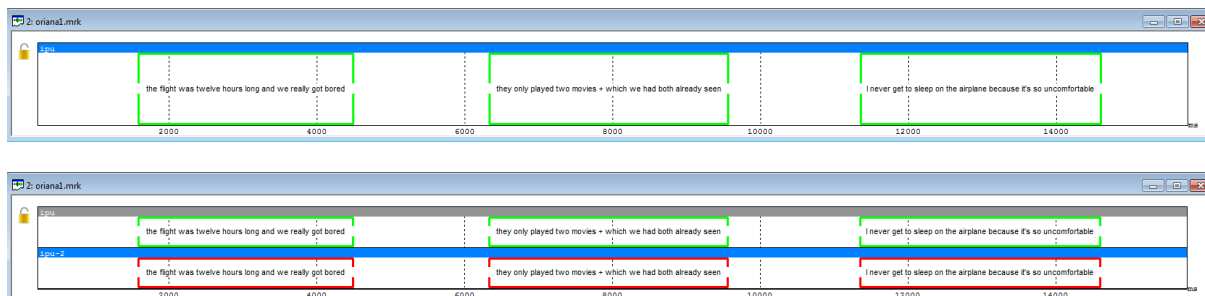 2: oriana1.mrk
ipu
the flight was twelve hours long and we really got bored they only played two movies + which we had both already seen I never get to sleep on the airplane because it's so uncomfortable
2000 4000 6000 8000 10000 12000 14000 ms
2: oriana1.mrk
ipu
the flight was twelve hours long and we really got bored they only played two movies + which we had both already seen I never get to sleep on the airplane because it's so uncomfortable
ipu-2
the flight was twelve hours long and we really got bored they only played two movies + which we had both already seen I never get to sleep on the airplane because it's so uncomfortable
2000 4000 6000 8000 10000 12000 14000 ms